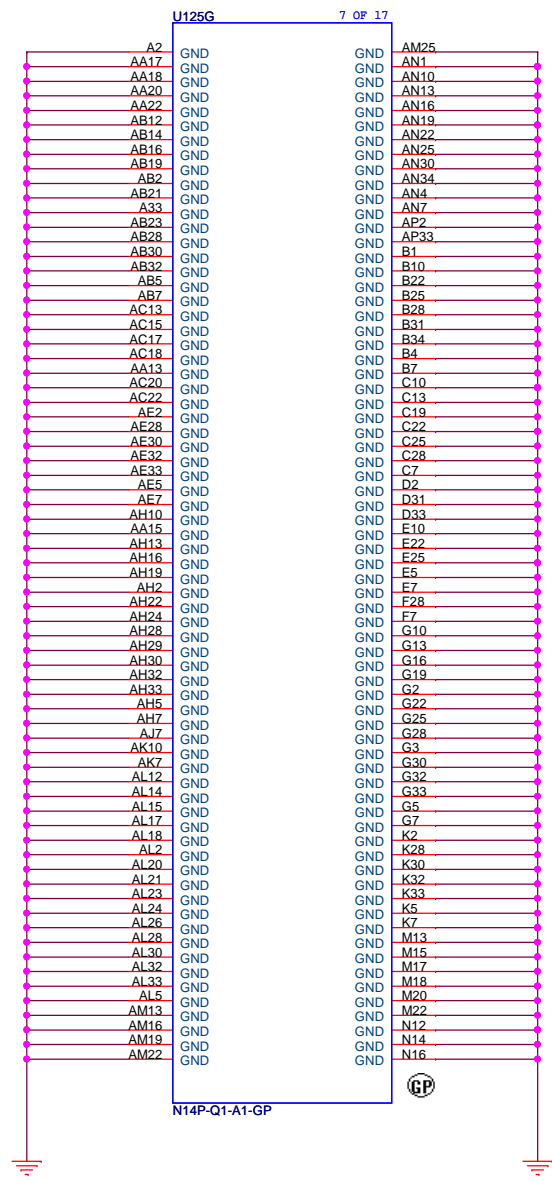 U125G 7 OF 17
A2 GND GND AM25
AA17 GND GND AN1
AA18 GND GND AN10
AA20 GND GND AN13
AA22 GND GND AN16
AB12 GND GND AN19
AB14 GND GND AN22
AB16 GND GND AN25
AB19 GND GND AN30
AB2 GND GND AN34
AB21 GND GND AN4
A33 GND GND AN7
AB23 GND GND AP2
AB28 GND GND AP33
AB30 GND GND B1
AB32 GND GND B10
AB5 GND GND B22
AB7 GND GND B25
AC13 GND GND B28
AC15 GND GND B31
AC17 GND GND B34
AC18 GND GND B4
AA13 GND GND B7
AC20 GND GND C10
AC22 GND GND C13
AE2 GND GND C19
AE28 GND GND C22
AE30 GND GND C25
AE32 GND GND C28
AE33 GND GND C7
AE5 GND GND D2
AE7 GND GND D31
AH10 GND GND D33
AA15 GND GND E10
AH13 GND GND E22
AH16 GND GND E25
AH19 GND GND E5
AH2 GND GND E7
AH22 GND GND F28
AH24 GND GND F7
AH28 GND GND G10
AH29 GND GND G13
AH30 GND GND G16
AH32 GND GND G19
AH33 GND GND G2
AH5 GND GND G22
AH7 GND GND G25
AJ7 GND GND G28
AK10 GND GND G3
AK7 GND GND G30
AL12 GND GND G32
AL14 GND GND G33
AL15 GND GND G5
AL17 GND GND G7
AL18 GND GND K2
AL2 GND GND K28
AL20 GND GND K30
AL21 GND GND K32
AL23 GND GND K33
AL24 GND GND K5
AL26 GND GND K7
AL28 GND GND M13
AL30 GND GND M15
AL32 GND GND M17
AL33 GND GND M18
AL5 GND GND M20
AM13 GND GND M22
AM16 GND GND N12
AM19 GND GND N14
AM22 GND GND N16
GP
N14P-Q1-A1-GP